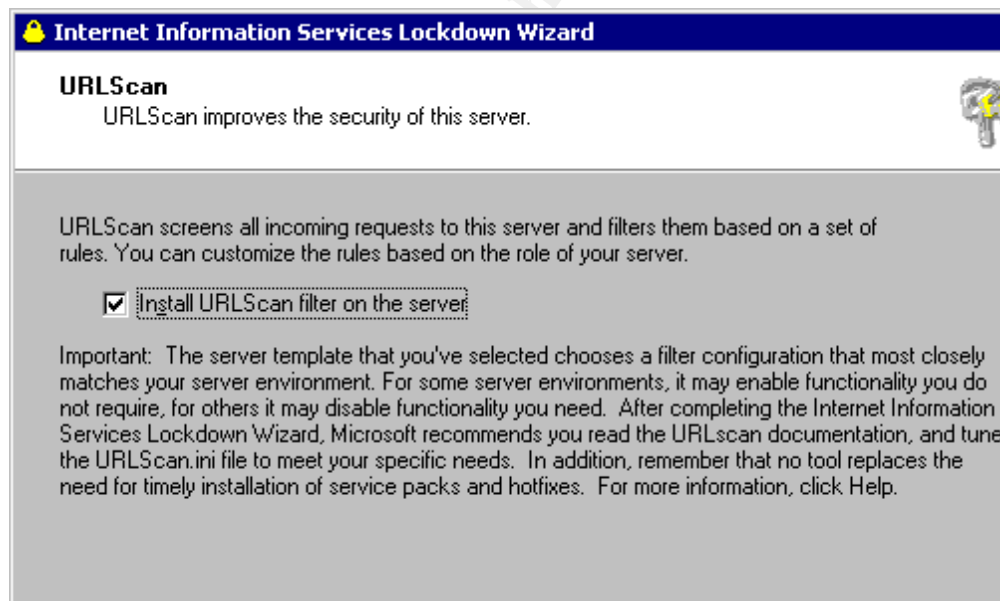 Internet Information Services Lockdown Wizard
URLScan
URLScan improves the security of this server.
URLScan screens all incoming requests to this server and filters them based on a set of
rules. You can customize the rules based on the role of your server.
Install URLScan filter on the server
Important:  The server template that you've selected chooses a filter configuration that most closely
matches your server environment. For some server environments, it may enable functionality you do
not require, for others it may disable functionality you need.  After completing the Internet Information
Services Lockdown Wizard, Microsoft recommends you read the URLscan documentation, and tune
the URLScan.ini file to meet your specific needs.  In addition, remember that no tool replaces the
need for timely installation of service packs and hotfixes.  For more information, click Help.